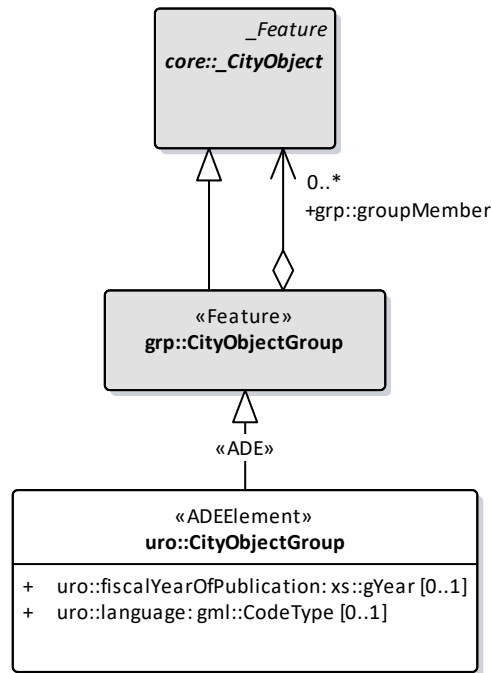 _Feature
core::_CityObject
0..*
+grp::groupMember
«Feature»
grp::CityObjectGroup
«ADE»
«ADEElement»
uro::CityObjectGroup
+ uro::fiscalYearOfPublication: xs::gYear [0..1]
+ uro::language: gml::CodeType [0..1]